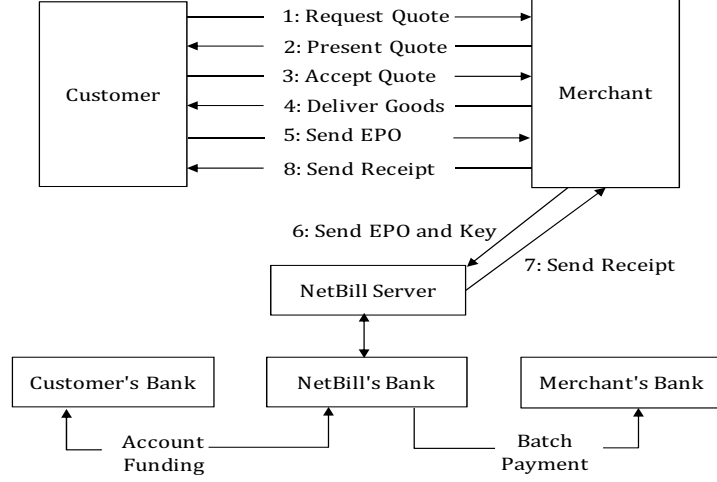 1: Request Quote
2: Present Quote
3: Accept Quote
Customer
Merchant
4: Deliver Goods
5: Send EPO
8: Send Receipt
6: Send EPO and Key
7: Send Receipt
NetBill Server
Customer's Bank
NetBill's Bank
Merchant's Bank
Account
Funding
Batch
Payment